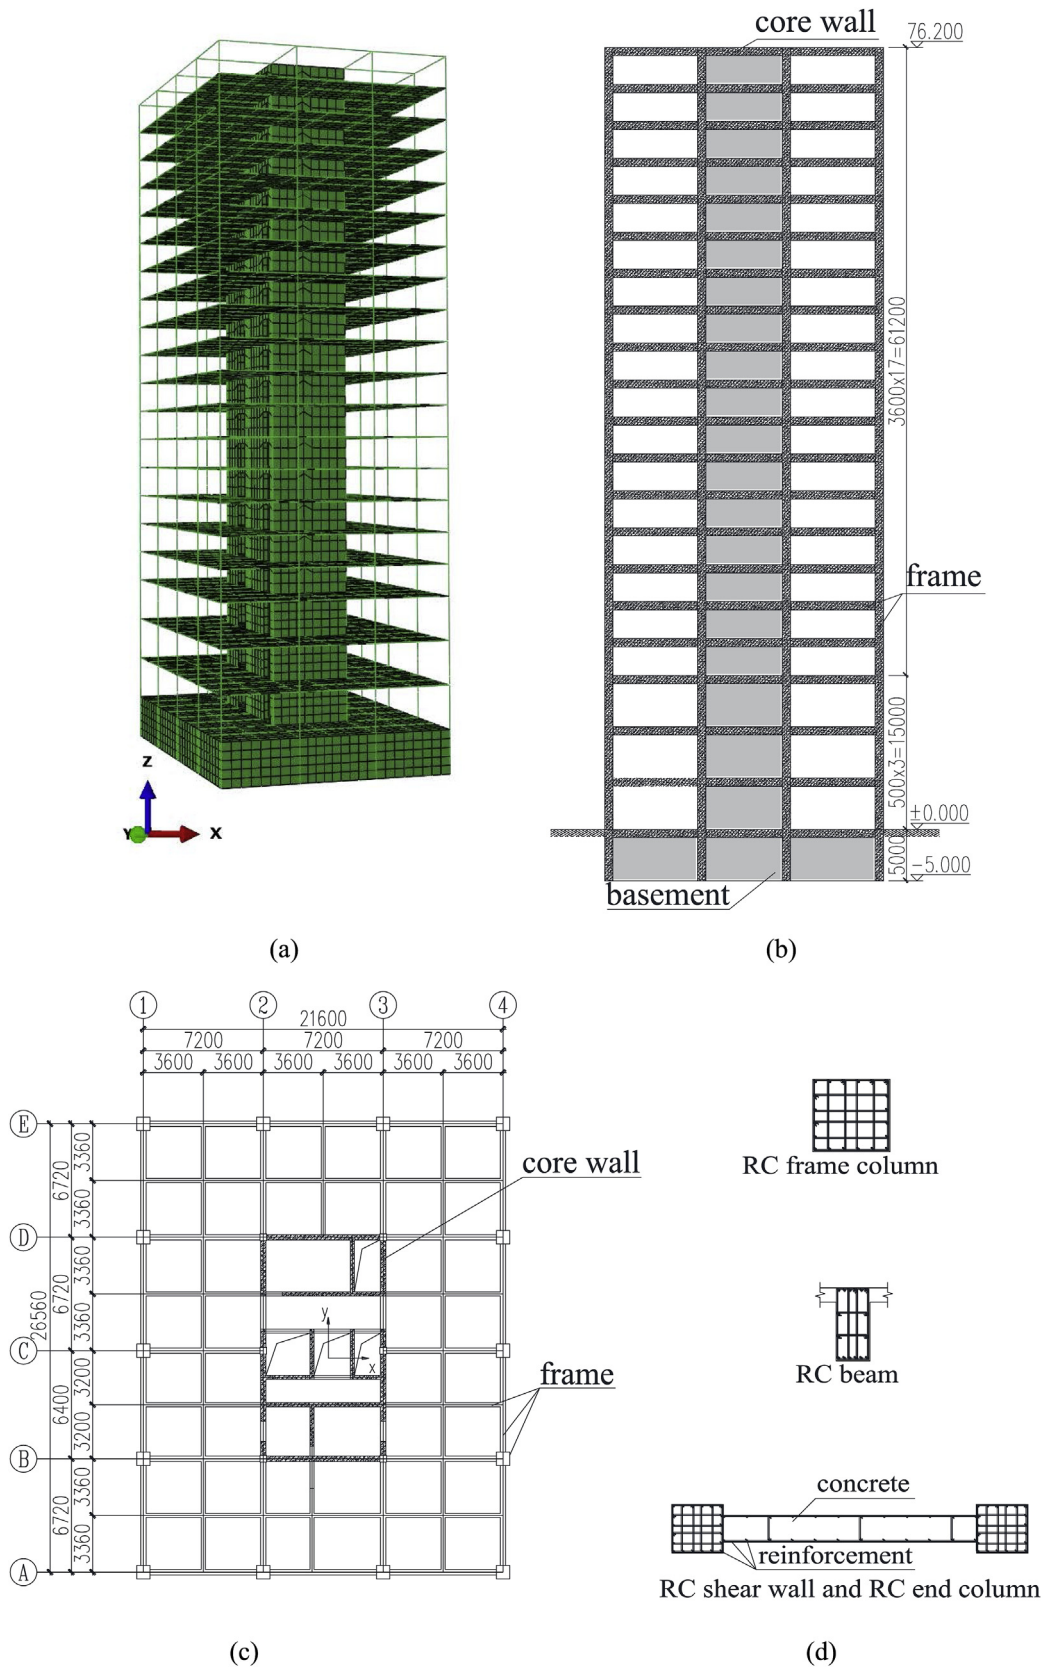 core wall
76.200
3600x17=61200
frame
500x3=15000
±0.000
5000
-5.000
basement
Z
Y
X
(a)
(b)
1 2 3 4
21600
7200 7200 7200
3600 3600 3600 3600 3600 3600
E
D
C
B
A
26560
6720
6720
6400
6720
3360
3360
3360
3360
3200
3200
3360
3360
core wall
y
x
frame
(c)
RC frame column
RC beam
concrete
reinforcement
RC shear wall and RC end column
(d)